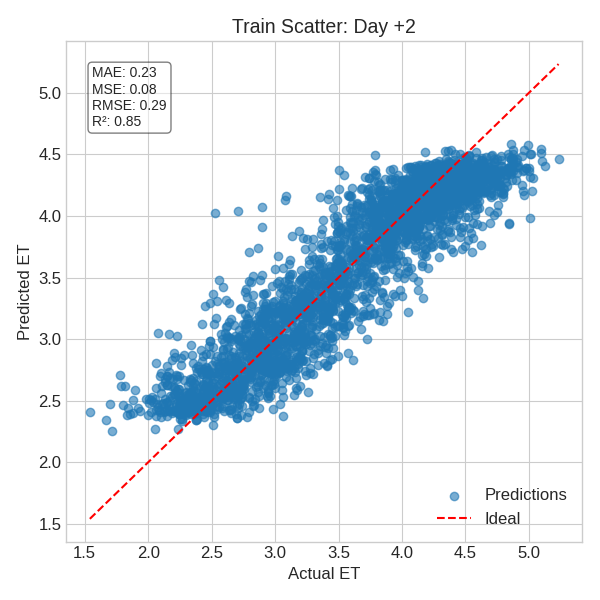 Train Scatter: Day +2
MAE: 0.23
MSE: 0.08
RMSE: 0.29
R²: 0.85
5.0
4.5
4.0
3.5
3.0
2.5
2.0
1.5
Predicted ET
Predictions
Ideal
1.5 2.0 2.5 3.0 3.5 4.0 4.5 5.0
Actual ET